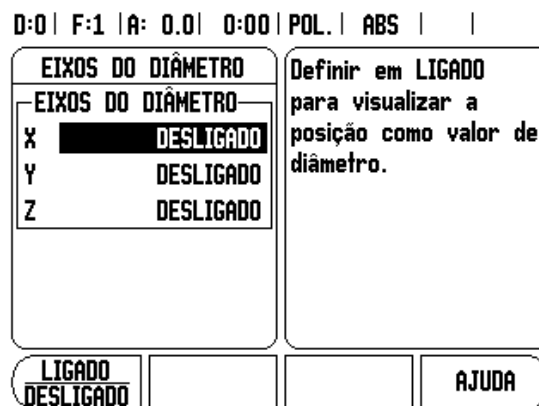 D:0 | F:1 | A: 0.0 | 0:00 | POL. | ABS | |
EIXOS DO DIÂMETRO
EIXOS DO DIÂMETRO
X DESLIGADO
Y DESLIGADO
Z DESLIGADO
Definir em LIGADO
para visualizar a
posição como valor de
diâmetro.
LIGADO
DESLIGADO
AJUDA